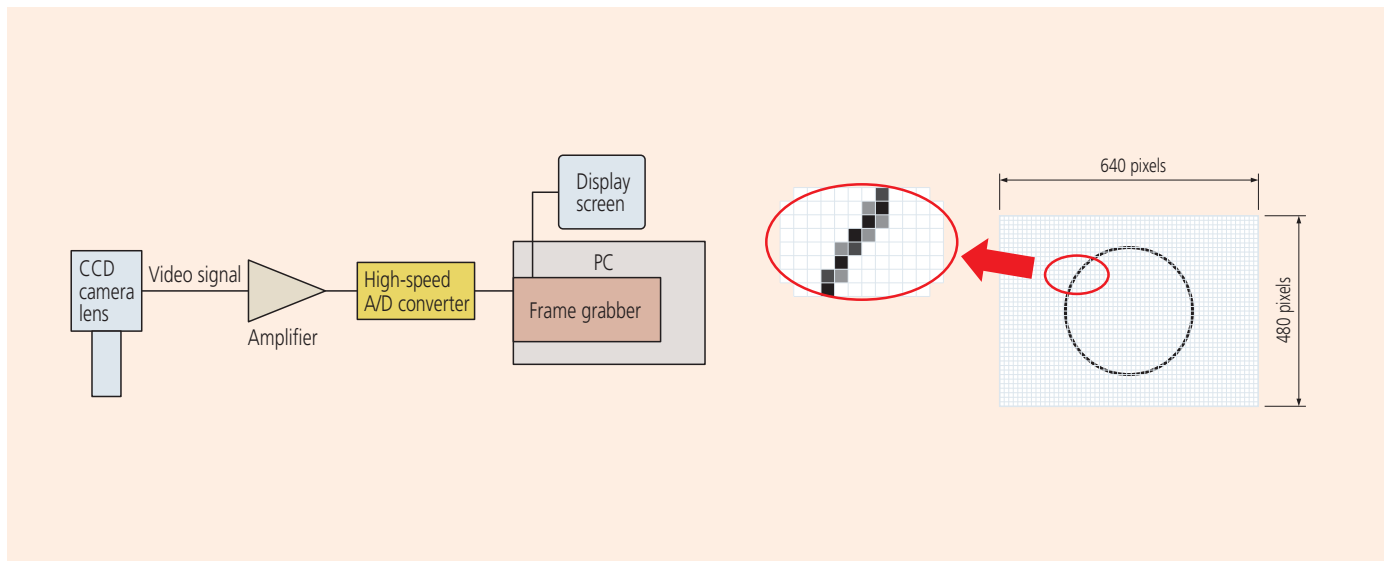 CCD
camera
lens
Video signal
Amplifier
High-speed
A/D converter
Display
screen
PC
Frame grabber
640 pixels
480 pixels